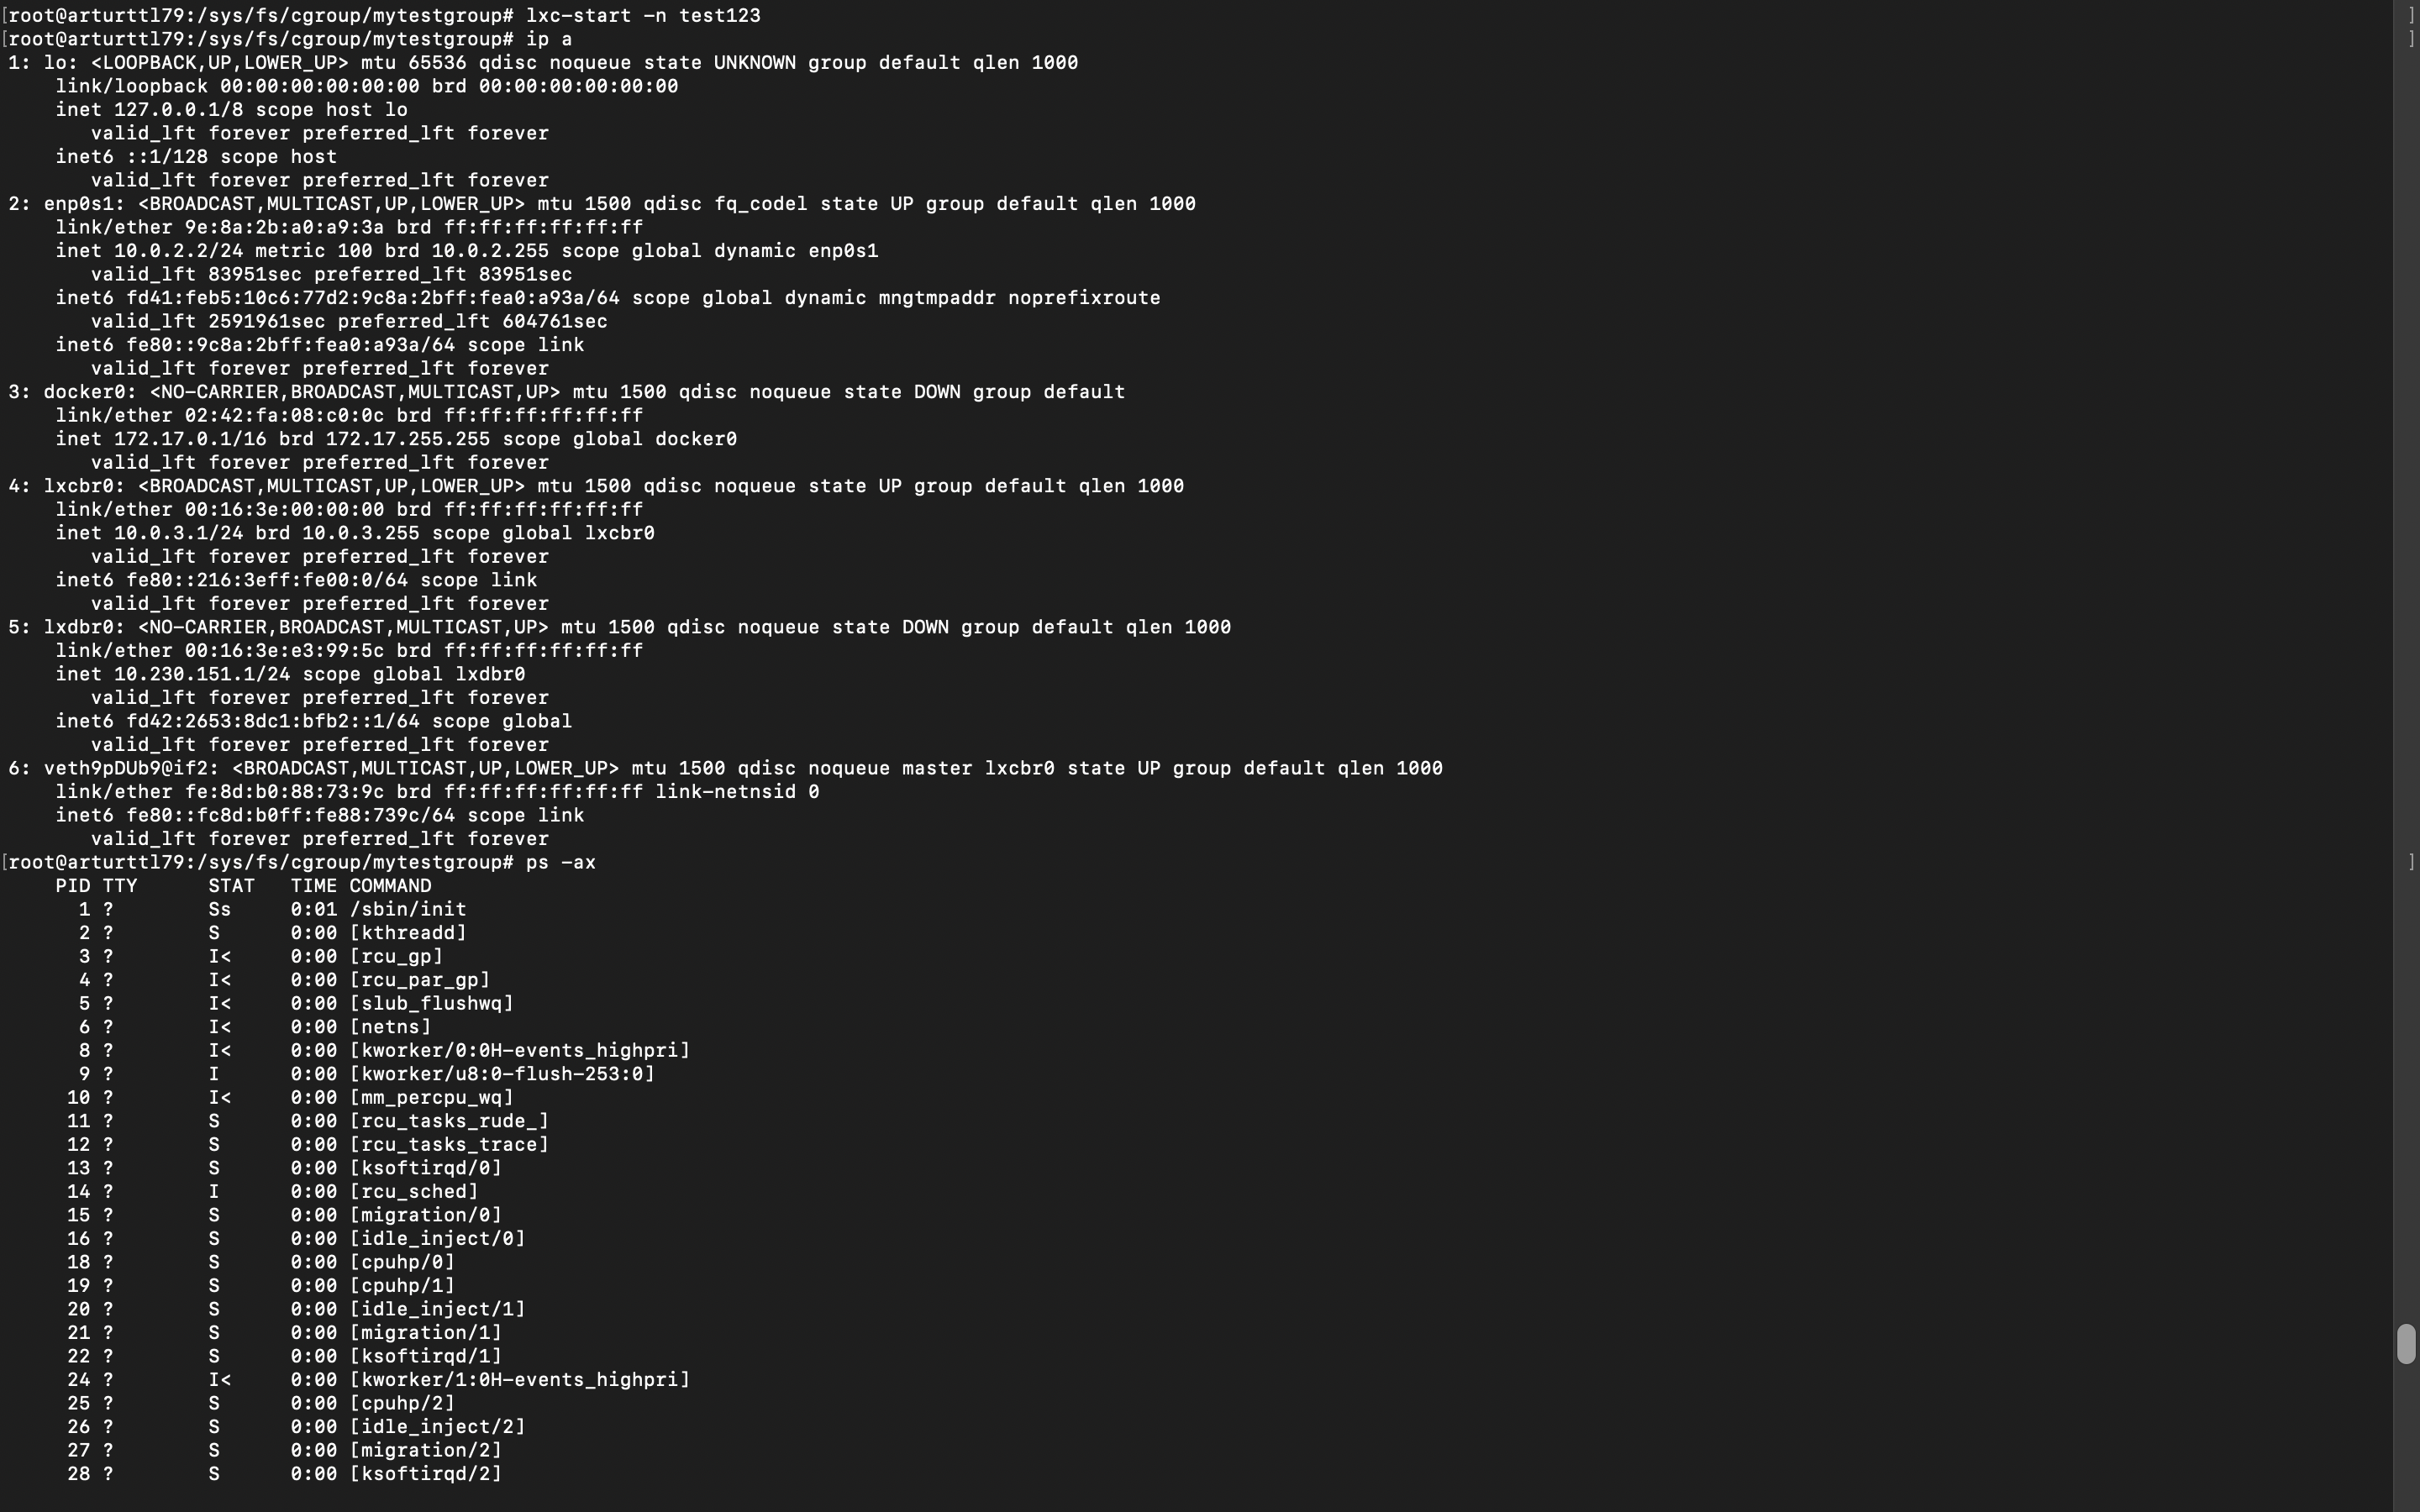 [root@arturttl79:/sys/fs/cgroup/mytestgroup# lxc-start -n test123 ]
[root@arturttl79:/sys/fs/cgroup/mytestgroup# ip a ]
1: lo: <LOOPBACK,UP,LOWER_UP> mtu 65536 qdisc noqueue state UNKNOWN group default qlen 1000
    link/loopback 00:00:00:00:00:00 brd 00:00:00:00:00:00
    inet 127.0.0.1/8 scope host lo
       valid_lft forever preferred_lft forever
    inet6 ::1/128 scope host
       valid_lft forever preferred_lft forever
2: enp0s1: <BROADCAST,MULTICAST,UP,LOWER_UP> mtu 1500 qdisc fq_codel state UP group default qlen 1000
    link/ether 9e:8a:2b:a0:a9:3a brd ff:ff:ff:ff:ff:ff
    inet 10.0.2.2/24 metric 100 brd 10.0.2.255 scope global dynamic enp0s1
       valid_lft 83951sec preferred_lft 83951sec
    inet6 fd41:feb5:10c6:77d2:9c8a:2bff:fea0:a93a/64 scope global dynamic mngtmpaddr noprefixroute
       valid_lft 2591961sec preferred_lft 604761sec
    inet6 fe80::9c8a:2bff:fea0:a93a/64 scope link
       valid_lft forever preferred_lft forever
3: docker0: <NO-CARRIER,BROADCAST,MULTICAST,UP> mtu 1500 qdisc noqueue state DOWN group default
    link/ether 02:42:fa:08:c0:0c brd ff:ff:ff:ff:ff:ff
    inet 172.17.0.1/16 brd 172.17.255.255 scope global docker0
       valid_lft forever preferred_lft forever
4: lxcbr0: <BROADCAST,MULTICAST,UP,LOWER_UP> mtu 1500 qdisc noqueue state UP group default qlen 1000
    link/ether 00:16:3e:00:00:00 brd ff:ff:ff:ff:ff:ff
    inet 10.0.3.1/24 brd 10.0.3.255 scope global lxcbr0
       valid_lft forever preferred_lft forever
    inet6 fe80::216:3eff:fe00:0/64 scope link
       valid_lft forever preferred_lft forever
5: lxdbr0: <NO-CARRIER,BROADCAST,MULTICAST,UP> mtu 1500 qdisc noqueue state DOWN group default qlen 1000
    link/ether 00:16:3e:e3:99:5c brd ff:ff:ff:ff:ff:ff
    inet 10.230.151.1/24 scope global lxdbr0
       valid_lft forever preferred_lft forever
    inet6 fd42:2653:8dc1:bfb2::1/64 scope global
       valid_lft forever preferred_lft forever
6: veth9pDUb9@if2: <BROADCAST,MULTICAST,UP,LOWER_UP> mtu 1500 qdisc noqueue master lxcbr0 state UP group default qlen 1000
    link/ether fe:8d:b0:88:73:9c brd ff:ff:ff:ff:ff:ff link-netnsid 0
    inet6 fe80::fc8d:b0ff:fe88:739c/64 scope link
       valid_lft forever preferred_lft forever
[root@arturttl79:/sys/fs/cgroup/mytestgroup# ps -ax ]
    PID TTY      STAT   TIME COMMAND
      1 ?        Ss     0:01 /sbin/init
      2 ?        S      0:00 [kthreadd]
      3 ?        I<     0:00 [rcu_gp]
      4 ?        I<     0:00 [rcu_par_gp]
      5 ?        I<     0:00 [slub_flushwq]
      6 ?        I<     0:00 [netns]
      8 ?        I<     0:00 [kworker/0:0H-events_highpri]
      9 ?        I      0:00 [kworker/u8:0-flush-253:0]
     10 ?        I<     0:00 [mm_percpu_wq]
     11 ?        S      0:00 [rcu_tasks_rude_]
     12 ?        S      0:00 [rcu_tasks_trace]
     13 ?        S      0:00 [ksoftirqd/0]
     14 ?        I      0:00 [rcu_sched]
     15 ?        S      0:00 [migration/0]
     16 ?        S      0:00 [idle_inject/0]
     18 ?        S      0:00 [cpuhp/0]
     19 ?        S      0:00 [cpuhp/1]
     20 ?        S      0:00 [idle_inject/1]
     21 ?        S      0:00 [migration/1]
     22 ?        S      0:00 [ksoftirqd/1]
     24 ?        I<     0:00 [kworker/1:0H-events_highpri]
     25 ?        S      0:00 [cpuhp/2]
     26 ?        S      0:00 [idle_inject/2]
     27 ?        S      0:00 [migration/2]
     28 ?        S      0:00 [ksoftirqd/2]